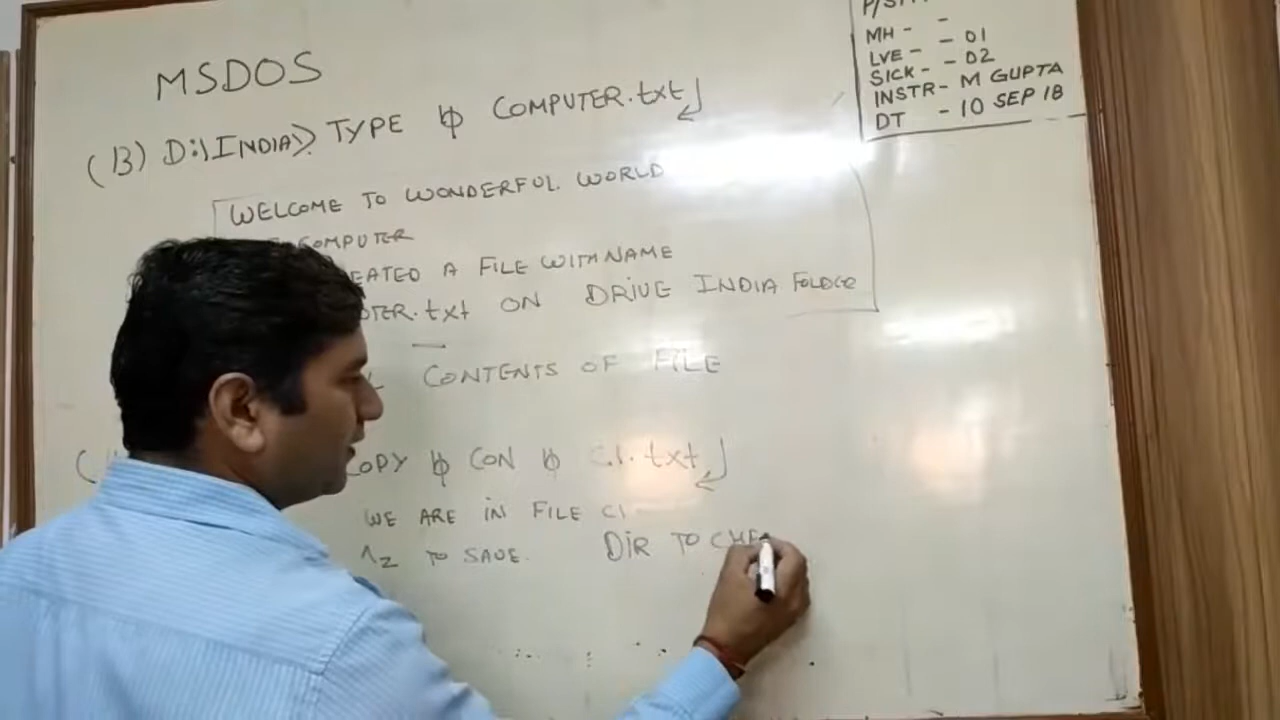 MSDOS
(13) D:\INDIA> TYPE ␢ COMPUTER.txt ↵
WELCOME TO WONDERFUL WORLD
COMPUTER
EATED A FILE WITH NAME
TER.txt ON DRIVE INDIA FOLDER
CONTENTS OF FILE
COPY ␢ CON ␢ C1.txt ↵
WE ARE IN FILE C1
^Z TO SAVE. DIR TO CHE
MH - -
LVE - - 01
SICK - - 02
INSTR - M GUPTA
DT - 10 SEP 18